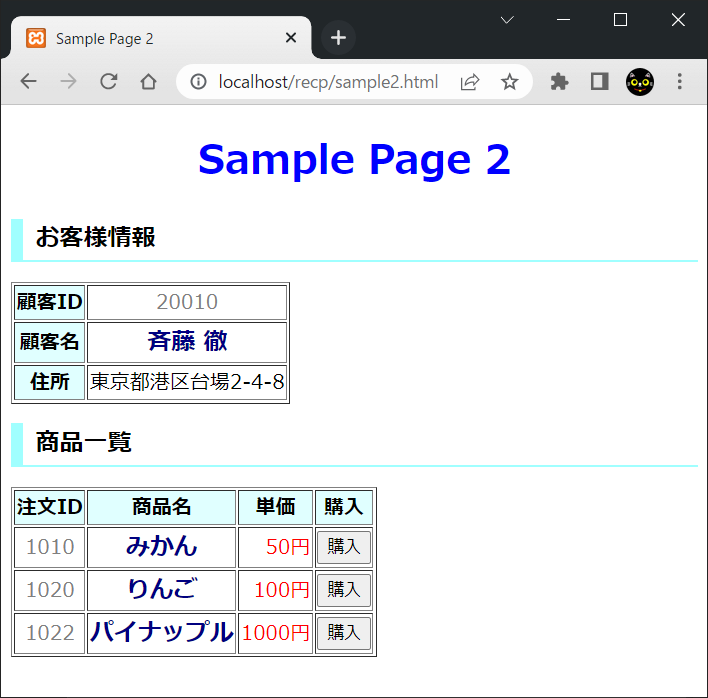 Sample Page 2
localhost/recp/sample2.html
Sample Page 2
お客様情報
顧客ID 20010
顧客名 斉藤 徹
住所 東京都港区台場2-4-8
商品一覧
注文ID 商品名 単価 購入
1010 みかん 50円 購入
1020 りんご 100円 購入
1022 パイナップル 1000円 購入